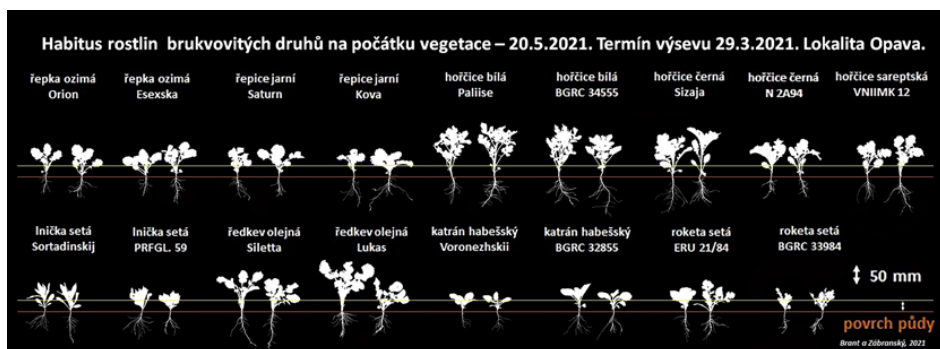 Habitus rostlin brukvovitých druhů na počátku vegetace – 20.5.2021. Termín výsevu 29.3.2021. Lokalita Opava.
řepka ozimá
Orion
řepka ozimá
Esexska
řepice jarní
Saturn
řepice jarní
Kova
hořčice bílá
Paliise
hořčice bílá
BGRC 34555
hořčice černá
Sizaja
hořčice černá
N 2A94
hořčice sareptská
VNIIMK 12
lnička setá
Sortadinskij
lnička setá
PRFGL. 59
ředkev olejná
Siletta
ředkev olejná
Lukas
katrán habešský
Voronezhskii
katrán habešský
BGRC 32855
roketa setá
ERU 21/84
roketa setá
BGRC 33984
50 mm
povrch půdy
Brant a Zábranský, 2021